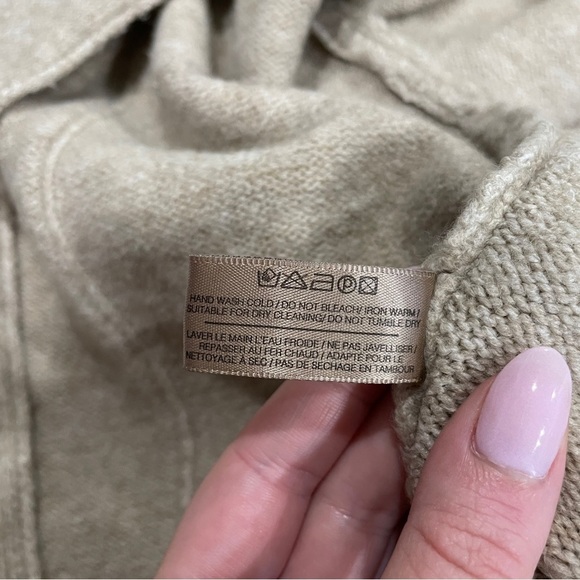 HAND WASH COLD / DO NOT BLEACH/ IRON WARM /
SUITABLE FOR DRY CLEANING/ DO NOT TUMBLE DRY
LAVER LE MAIN L'EAU FROIDE / NE PAS JAVELLISER /
REPASSER AU FER CHAUD / ADAPTÉ POUR LE
NETTOYAGE À SEC / PAS DE SECHAGE EN TAMBOUR